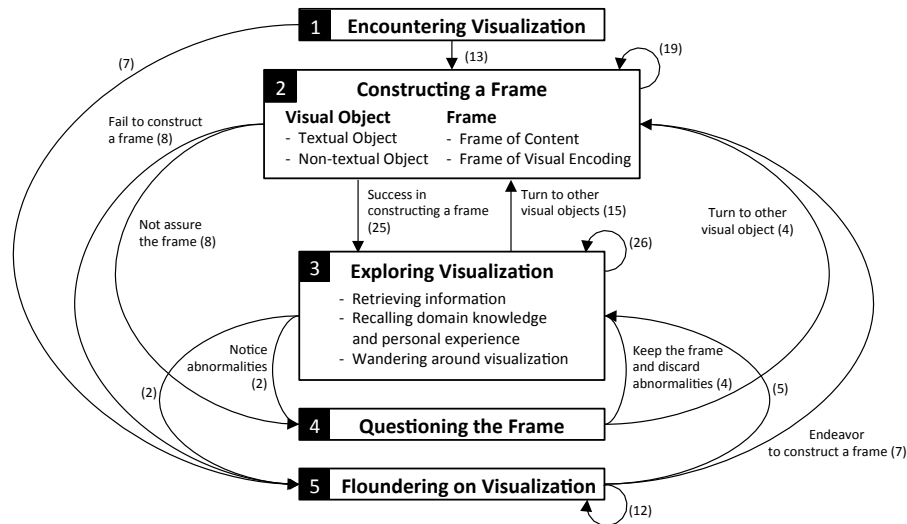 1 Encountering Visualization
(7)
(13)
(19)
2 Constructing a Frame
Visual Object
- Textual Object
- Non-textual Object
Frame
- Frame of Content
- Frame of Visual Encoding
Fail to construct
a frame (8)
Not assure
the frame (8)
Success in
constructing a frame
(25)
Turn to other
visual objects (15)
Turn to other
visual object (4)
(26)
3 Exploring Visualization
- Retrieving information
- Recalling domain knowledge
and personal experience
- Wandering around visualization
(2)
Notice
abnormalities
(2)
Keep the frame
and discard
abnormalities (4)
(5)
4 Questioning the Frame
Endeavor
to construct a frame (7)
5 Floundering on Visualization
(12)